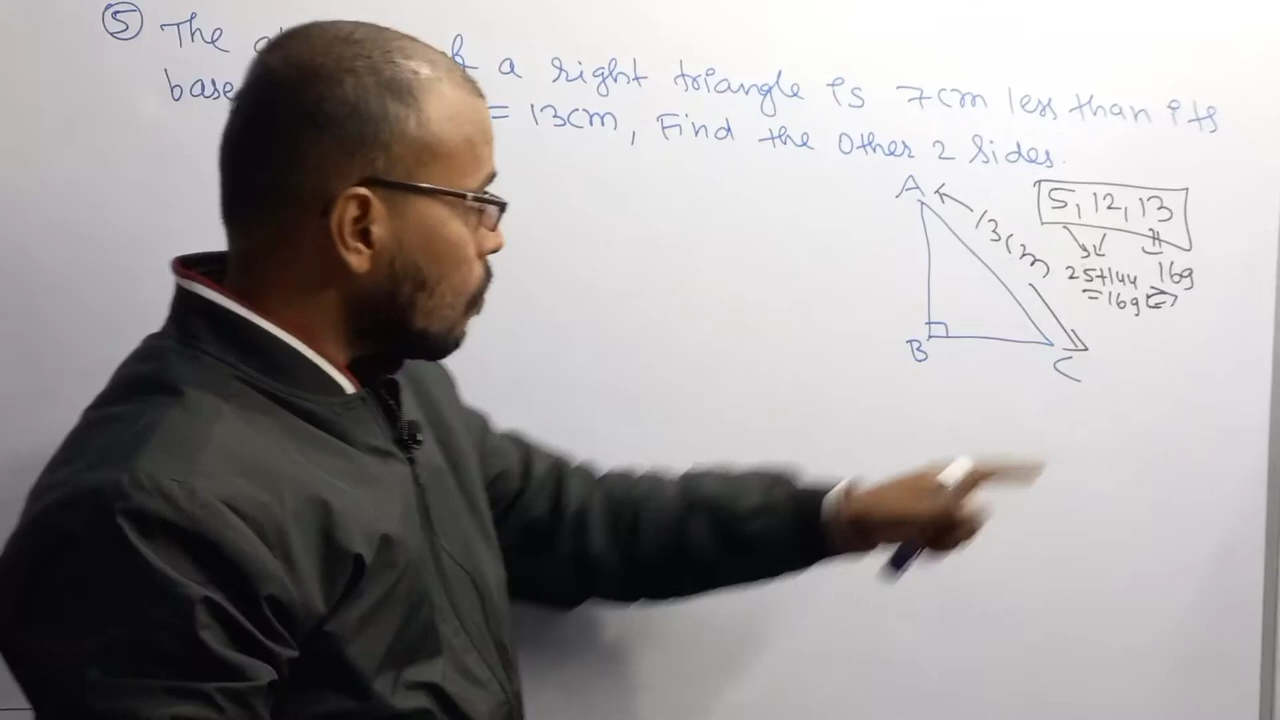 ⑤ The of a right triangle is 7cm less than its
base = 13cm, Find the Other 2 Sides.
A
13cm
5, 12, 13
25+144 169
=169
B
C